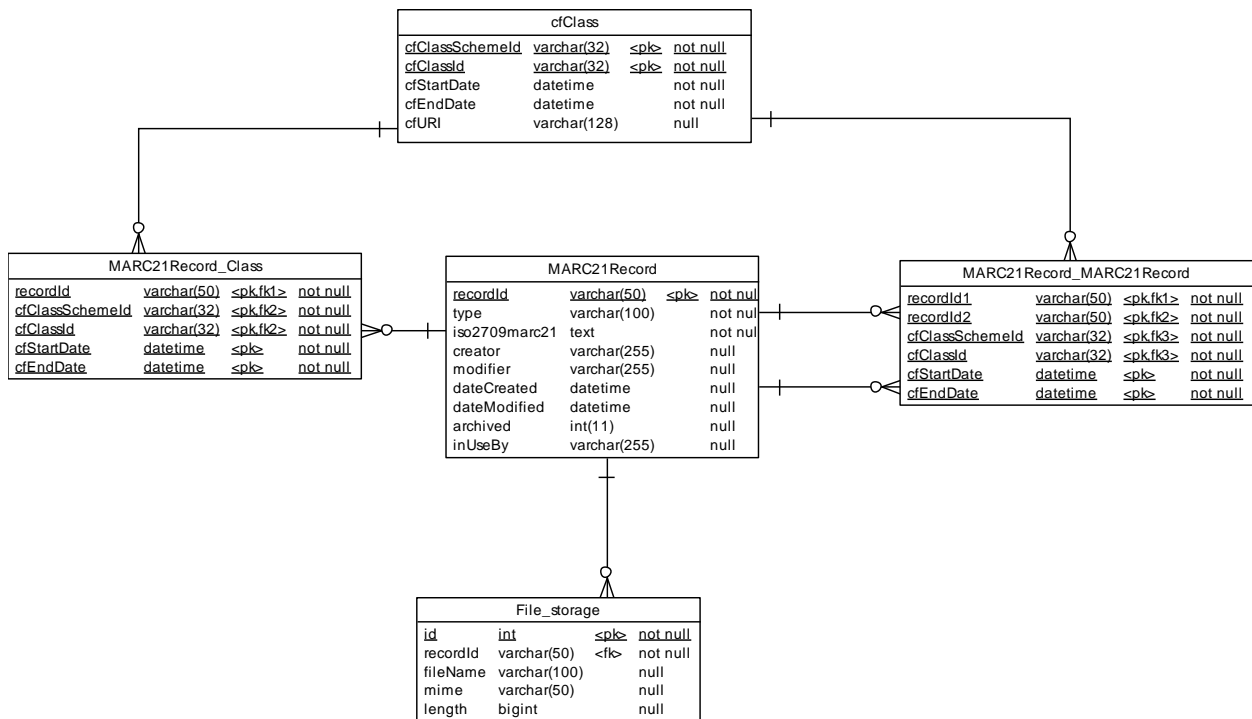 cfClass
cfClassSchemeId varchar(32) <pk> not null
cfClassId varchar(32) <pk> not null
cfStartDate datetime not null
cfEndDate datetime not null
cfURI varchar(128) null
MARC21Record_Class
recordId varchar(50) <pk,fk1> not null
cfClassSchemeId varchar(32) <pk,fk2> not null
cfClassId varchar(32) <pk,fk2> not null
cfStartDate datetime <pk> not null
cfEndDate datetime <pk> not null
MARC21Record
recordId varchar(50) <pk> not nul
type varchar(100) not nul
iso2709marc21 text not nul
creator varchar(255) null
modifier varchar(255) null
dateCreated datetime null
dateModified datetime null
archived int(11) null
inUseBy varchar(255) null
MARC21Record_MARC21Record
recordId1 varchar(50) <pk,fk1> not null
recordId2 varchar(50) <pk,fk2> not null
cfClassSchemeId varchar(32) <pk,fk3> not null
cfClassId varchar(32) <pk,fk3> not null
cfStartDate datetime <pk> not null
cfEndDate datetime <pk> not null
File_storage
id int <pk> not null
recordId varchar(50) <fk> not null
fileName varchar(100) null
mime varchar(50) null
length bigint null